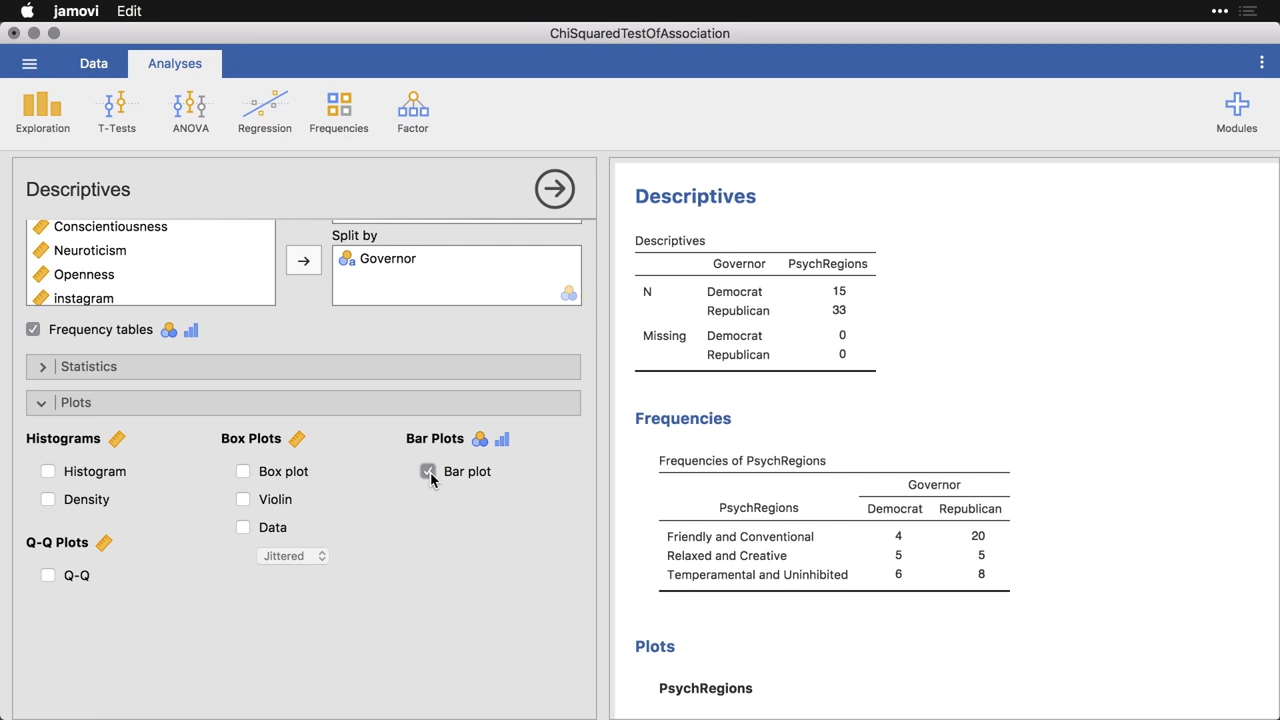 jamovi Edit
ChiSquaredTestOfAssociation
Data Analyses
Exploration T-Tests ANOVA Regression Frequencies Factor Modules
Descriptives
Conscientiousness
Neuroticism
Openness
instagram
Split by
Governor
Frequency tables
Statistics
Plots
Histograms Box Plots Bar Plots
Histogram Box plot Bar plot
Density Violin
Data
Q-Q Plots
Jittered
Q-Q
Descriptives
Descriptives
Governor PsychRegions
N Democrat 15
Republican 33
Missing Democrat 0
Republican 0
Frequencies
Frequencies of PsychRegions
Governor
PsychRegions Democrat Republican
Friendly and Conventional 4 20
Relaxed and Creative 5 5
Temperamental and Uninhibited 6 8
Plots
PsychRegions